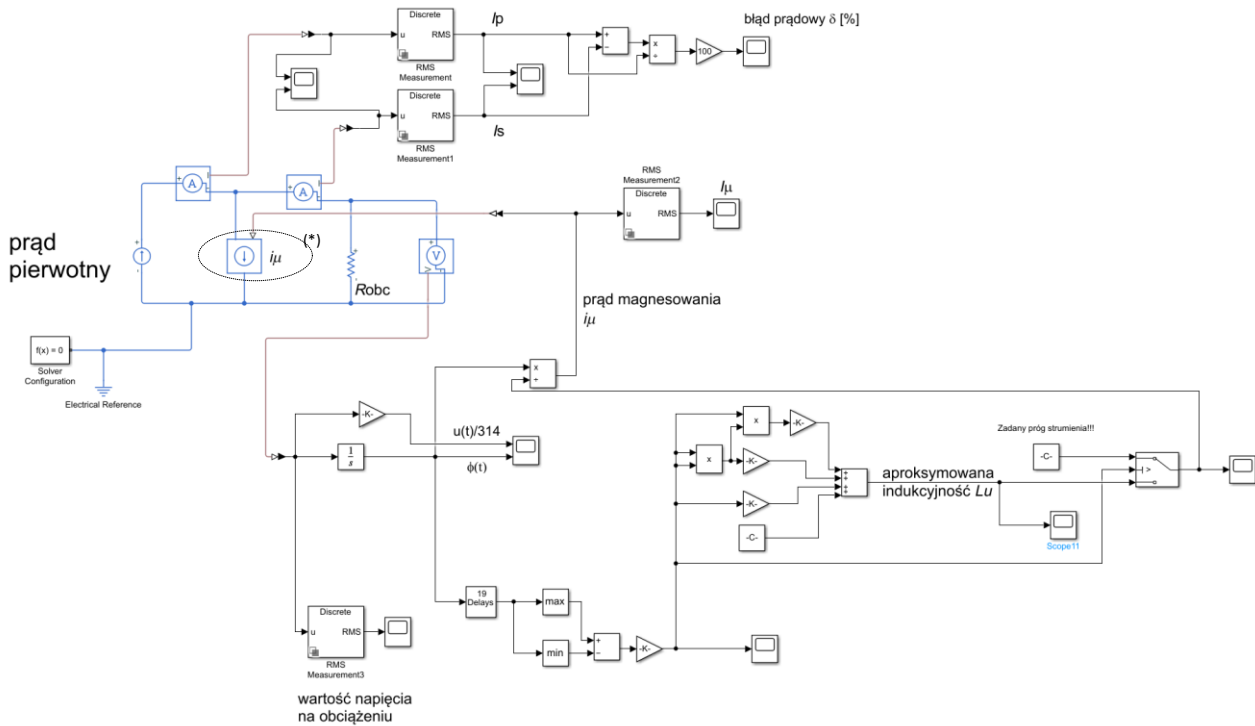 Discrete
u
RMS
RMS
Measurement
Ip
błąd prądowy δ [%]
+
−
x
÷
100
Discrete
u
RMS
RMS
Measurement1
Is
RMS
Measurement2
Discrete
u
RMS
Iμ
A
A
prąd
pierwotny
iμ
(*)
Robc
V
prąd magnesowania
iμ
f(x) = 0
Solver
Configuration
Electrical Reference
x
÷
-K-
u(t)/314
1
s
ϕ(t)
x
-K-
Zadany próg strumienia!!!
x
-K-
-C-
+
+
+
+
aproksymowana
indukcyjność Lu
>
-K-
-C-
Scope11
19
Delays
max
min
+
−
-K-
Discrete
u
RMS
RMS
Measurement3
wartość napięcia
na obciążeniu